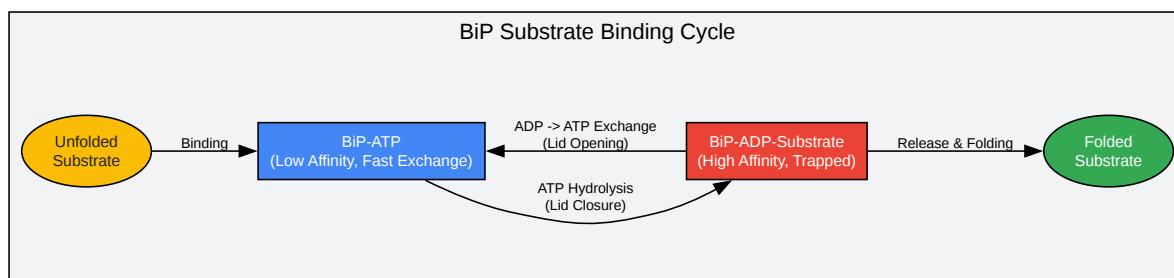 BiP Substrate Binding Cycle
Unfolded
Substrate
Binding
BiP-ATP
(Low Affinity, Fast Exchange)
ADP -> ATP Exchange
(Lid Opening)
ATP Hydrolysis
(Lid Closure)
BiP-ADP-Substrate
(High Affinity, Trapped)
Release & Folding
Folded
Substrate